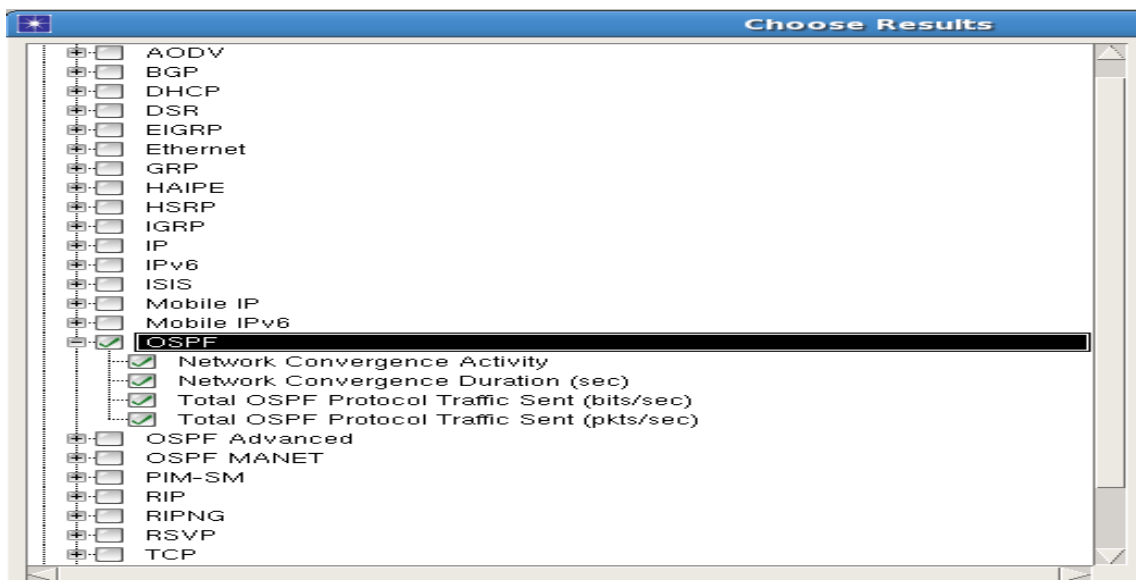 Choose Results
AODV
BGP
DHCP
DSR
EIGRP
Ethernet
GRP
HAIPE
HSRP
IGRP
IP
IPv6
ISIS
Mobile IP
Mobile IPv6
OSPF
Network Convergence Activity
Network Convergence Duration (sec)
Total OSPF Protocol Traffic Sent (bits/sec)
Total OSPF Protocol Traffic Sent (pkts/sec)
OSPF Advanced
OSPF MANET
PIM-SM
RIP
RIPNG
RSVP
TCP